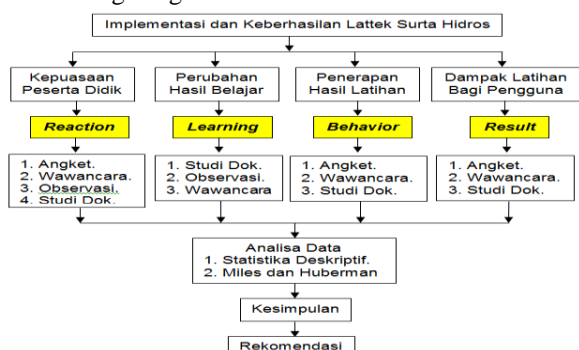 Implementasi dan Keberhasilan Lattek Surta Hidros
Kepuasaan
Peserta Didik
Perubahan
Hasil Belajar
Penerapan
Hasil Latihan
Dampak Latihan
Bagi Pengguna
Reaction
Learning
Behavior
Result
1. Angket.
2. Wawancara.
3. Observasi.
4. Studi Dok.
1. Studi Dok.
2. Observasi.
3. Wawancara
1. Angket.
2. Wawancara.
3. Studi Dok.
1. Angket.
2. Wawancara.
3. Studi Dok.
Analisa Data
1. Statistika Deskriptif.
2. Miles dan Huberman
Kesimpulan
Rekomendasi